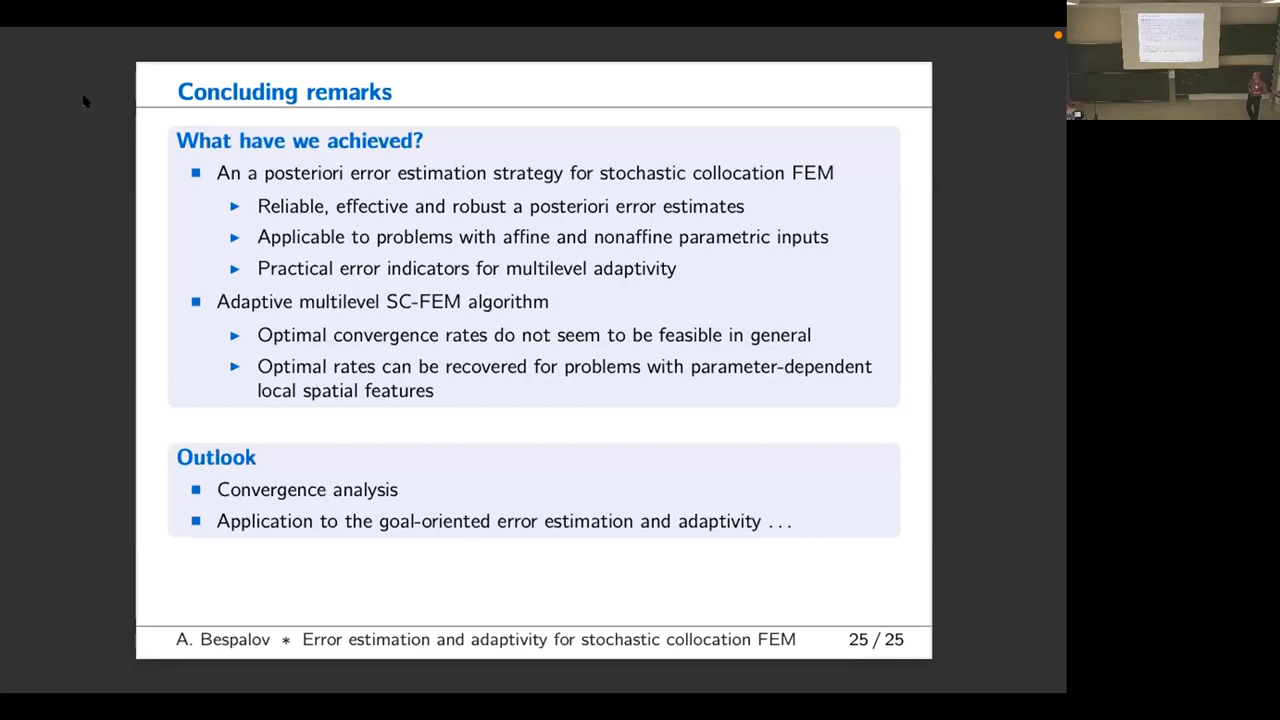 Concluding remarks
What have we achieved?
An a posteriori error estimation strategy for stochastic collocation FEM
Reliable, effective and robust a posteriori error estimates
Applicable to problems with affine and nonaffine parametric inputs
Practical error indicators for multilevel adaptivity
Adaptive multilevel SC-FEM algorithm
Optimal convergence rates do not seem to be feasible in general
Optimal rates can be recovered for problems with parameter-dependent
local spatial features
Outlook
Convergence analysis
Application to the goal-oriented error estimation and adaptivity ...
A. Bespalov * Error estimation and adaptivity for stochastic collocation FEM 25 / 25